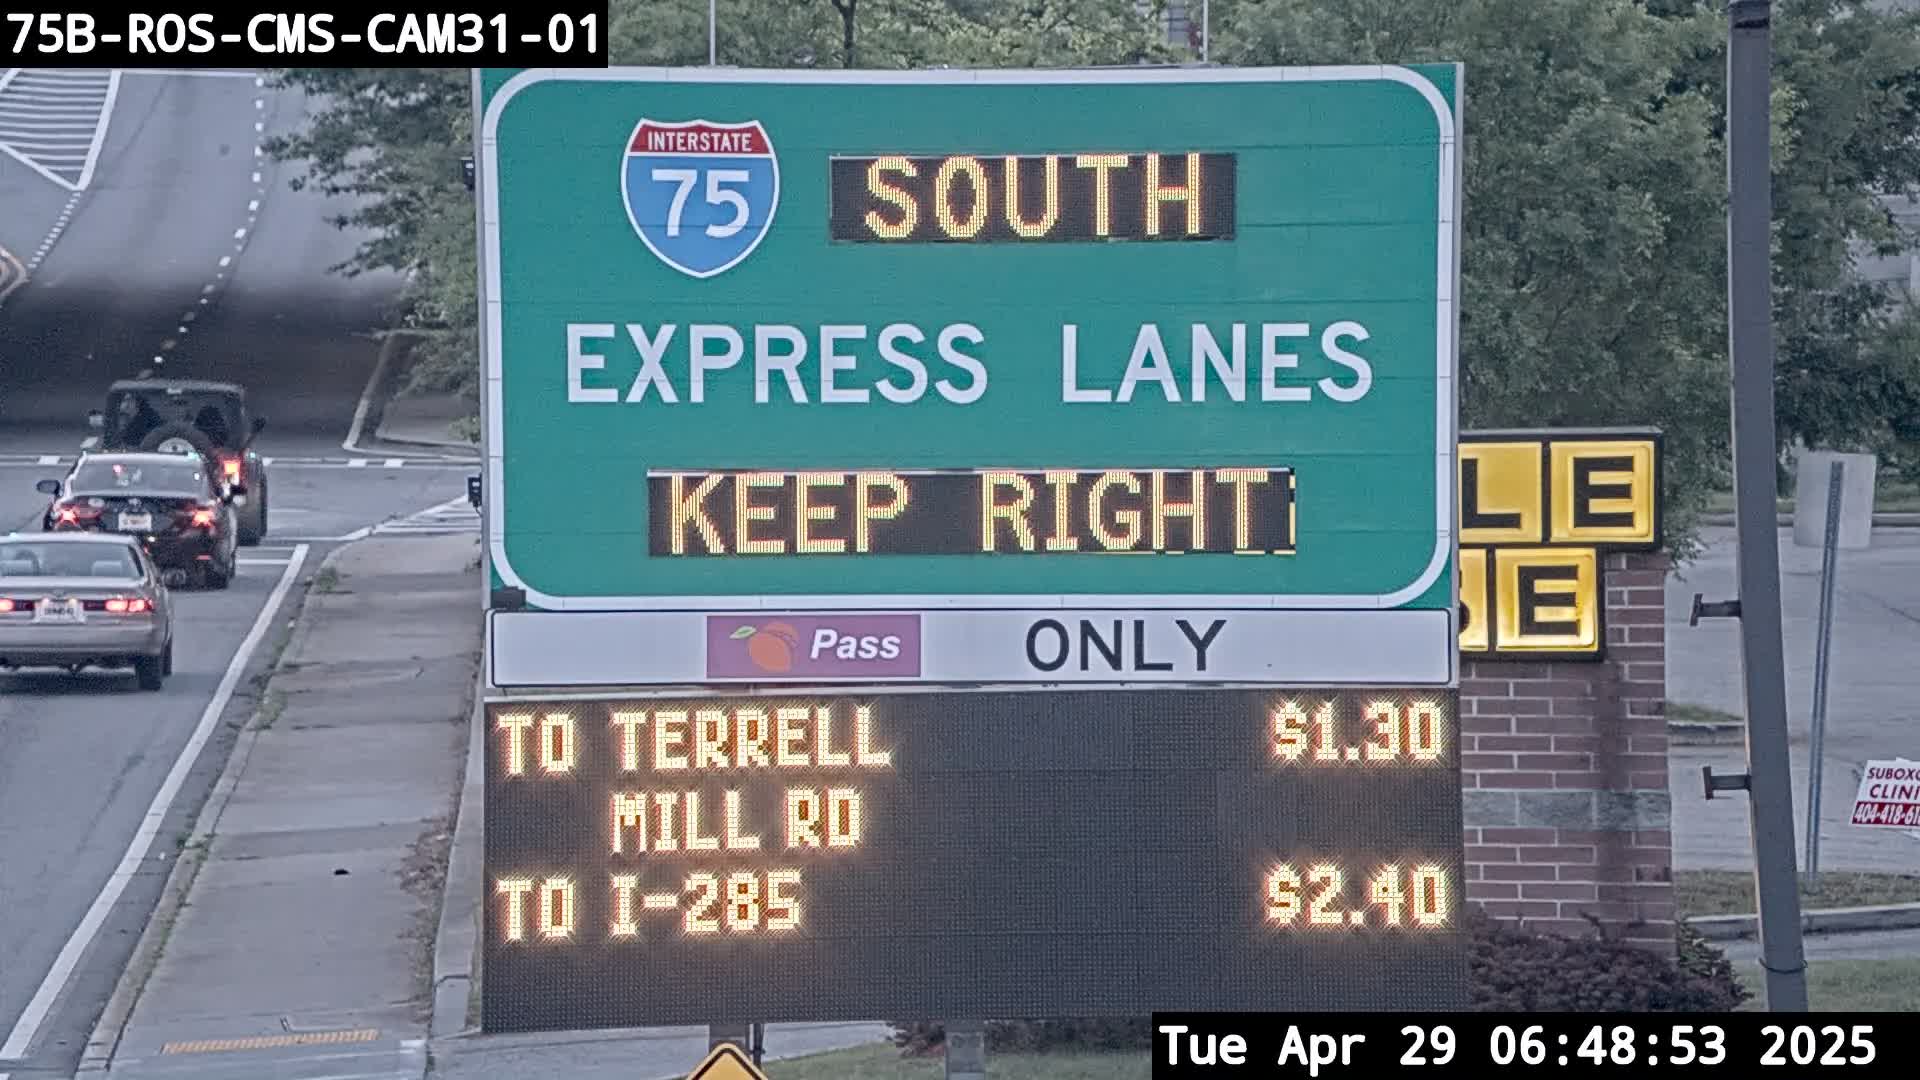 75B-ROS-CMS-CAM31-01
INTERSTATE
75
SOUTH
EXPRESS LANES
KEEP RIGHT
Pass ONLY
LE
E
TO TERRELL $1.30
MILL RD
TO I-285 $2.40
Tue Apr 29 06:48:53 2025